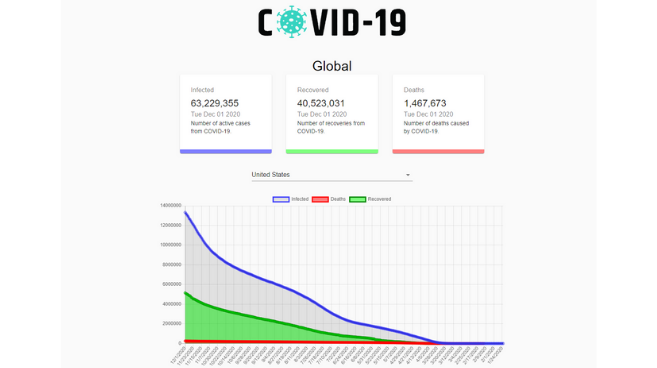 COVID-19
Global
Infected
63,229,355
Tue Dec 01 2020
Number of active cases
from COVID-19
Recovered
40,523,031
Tue Dec 01 2020
Number of recoveries from
COVID-19
Deaths
1,467,673
Tue Dec 01 2020
Number of deaths caused
by COVID-19
United States
Infected Deaths Recovered
14000000
12000000
10000000
8000000
6000000
4000000
2000000
0